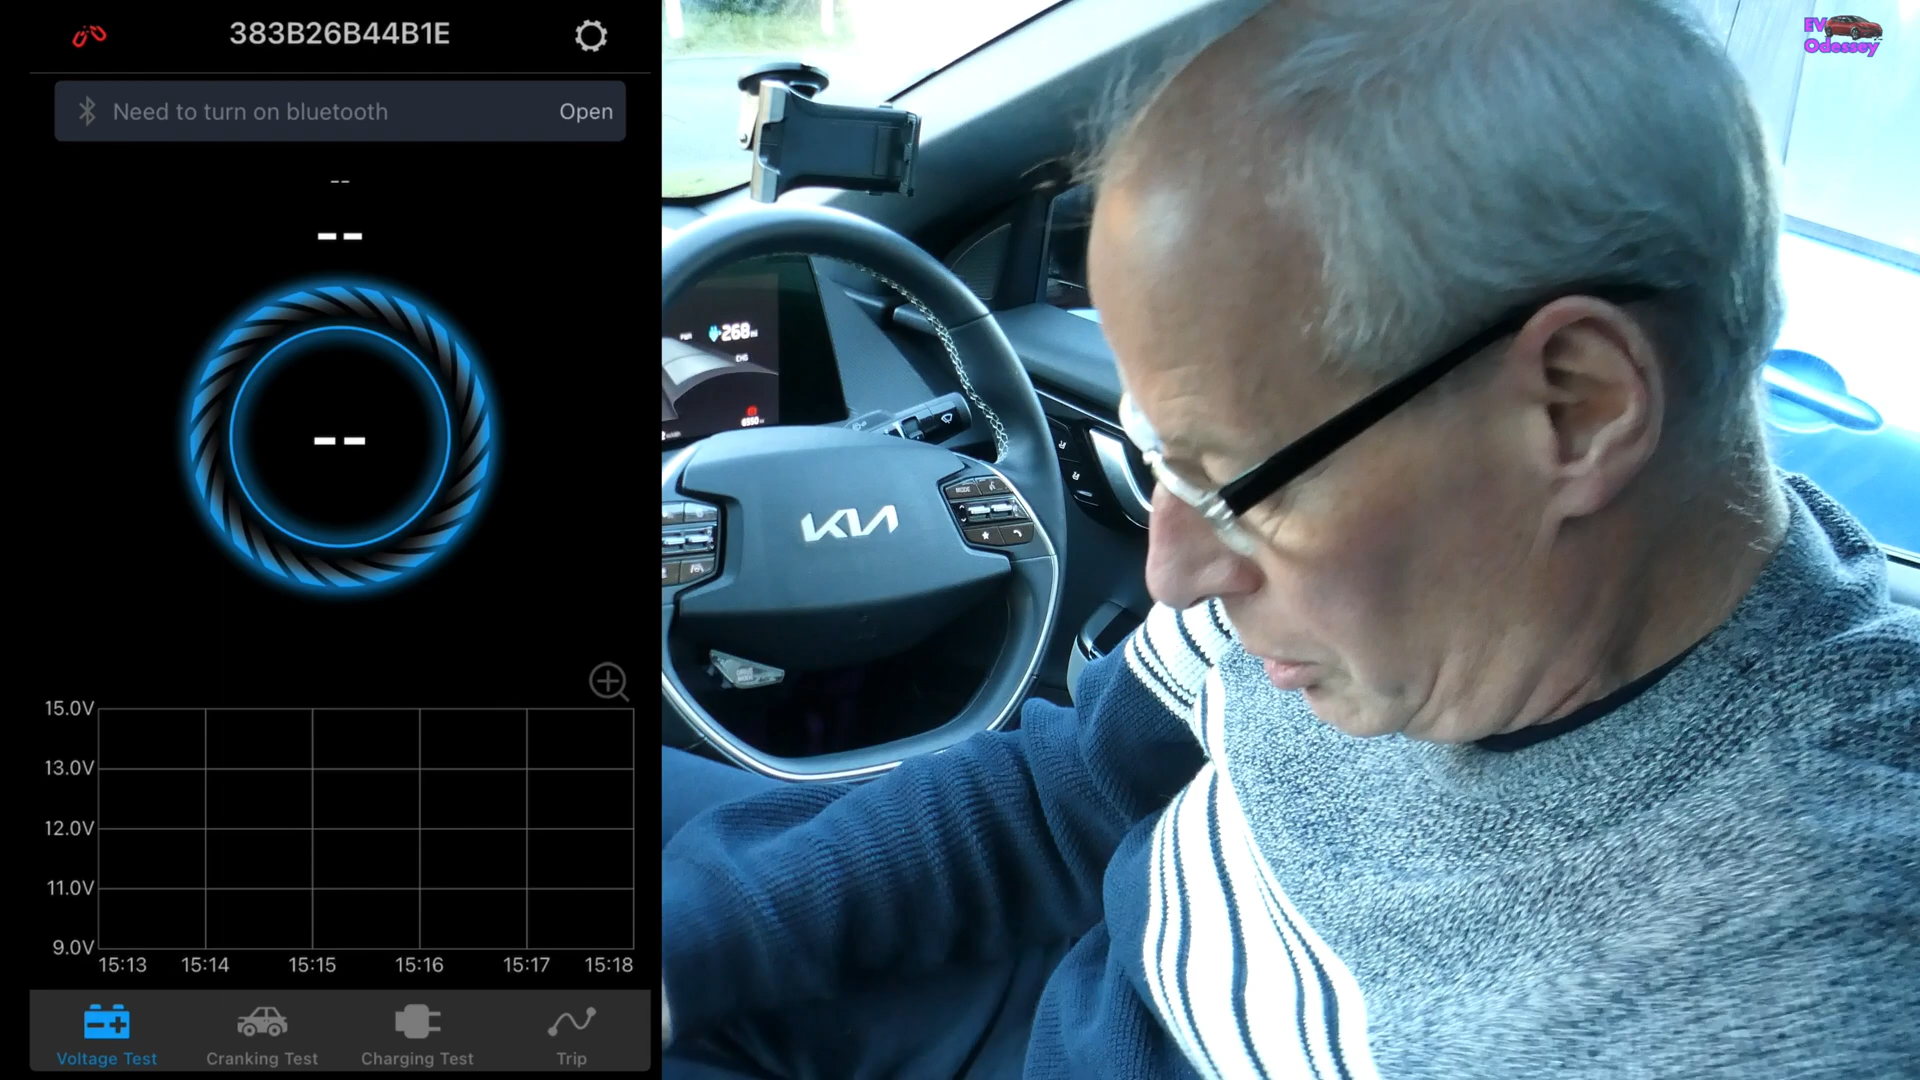 383B26B44B1E
Need to turn on bluetooth
Open
--
--
--
15.0V
13.0V
12.0V
11.0V
9.0V
15:13
15:14
15:15
15:16
15:17
15:18
Voltage Test
Cranking Test
Charging Test
Trip
268mi
KIA
MODE
EV
Odessey